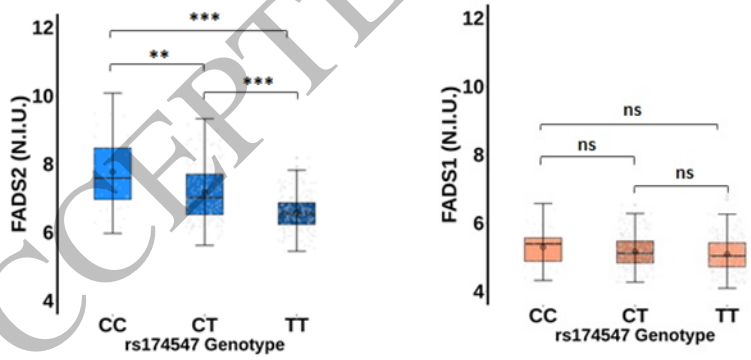 12
10
8
6
4
FADS2 (N.I.U.)
***
**
***
CC CT TT
rs174547 Genotype
12
10
8
6
4
FADS1 (N.I.U.)
ns
ns
ns
CC CT TT
rs174547 Genotype
CCEPTE